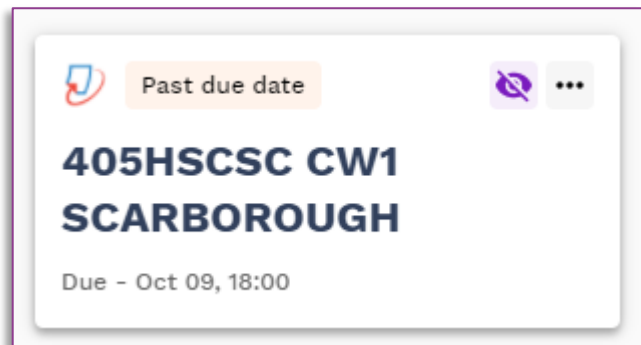 Past due date
405HSCSC CW1
SCARBOROUGH
Due - Oct 09, 18:00